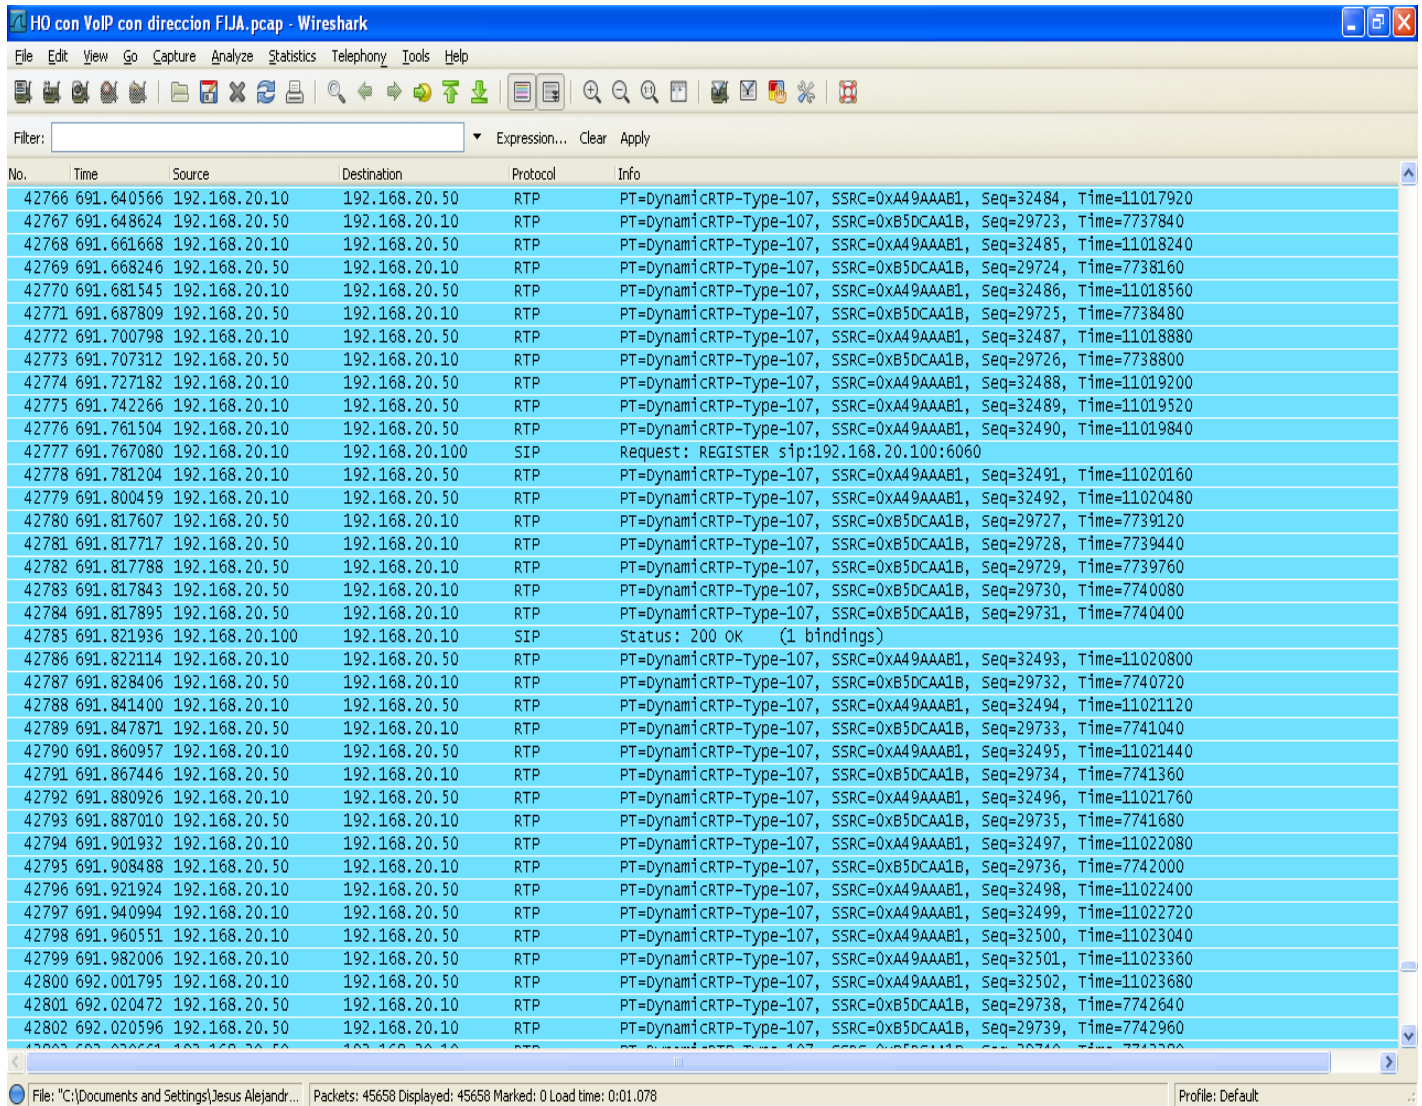 HO con VoIP con direccion FIJA.pcap - Wireshark
File Edit View Go Capture Analyze Statistics Telephony Tools Help
Filter: Expression... Clear Apply
No. Time Source Destination Protocol Info
42766 691.640566 192.168.20.10 192.168.20.50 RTP PT=DynamicRTP-Type-107, SSRC=0xA49AAAB1, Seq=32484, Time=11017920
42767 691.648624 192.168.20.50 192.168.20.10 RTP PT=DynamicRTP-Type-107, SSRC=0xB5DCAA1B, Seq=29723, Time=7737840
42768 691.661668 192.168.20.10 192.168.20.50 RTP PT=DynamicRTP-Type-107, SSRC=0xA49AAAB1, Seq=32485, Time=11018240
42769 691.668246 192.168.20.50 192.168.20.10 RTP PT=DynamicRTP-Type-107, SSRC=0xB5DCAA1B, Seq=29724, Time=7738160
42770 691.681545 192.168.20.10 192.168.20.50 RTP PT=DynamicRTP-Type-107, SSRC=0xA49AAAB1, Seq=32486, Time=11018560
42771 691.687809 192.168.20.50 192.168.20.10 RTP PT=DynamicRTP-Type-107, SSRC=0xB5DCAA1B, Seq=29725, Time=7738480
42772 691.700798 192.168.20.10 192.168.20.50 RTP PT=DynamicRTP-Type-107, SSRC=0xA49AAAB1, Seq=32487, Time=11018880
42773 691.707312 192.168.20.50 192.168.20.10 RTP PT=DynamicRTP-Type-107, SSRC=0xB5DCAA1B, Seq=29726, Time=7738800
42774 691.727182 192.168.20.10 192.168.20.50 RTP PT=DynamicRTP-Type-107, SSRC=0xA49AAAB1, Seq=32488, Time=11019200
42775 691.742266 192.168.20.10 192.168.20.50 RTP PT=DynamicRTP-Type-107, SSRC=0xA49AAAB1, Seq=32489, Time=11019520
42776 691.761504 192.168.20.10 192.168.20.50 RTP PT=DynamicRTP-Type-107, SSRC=0xA49AAAB1, Seq=32490, Time=11019840
42777 691.767080 192.168.20.10 192.168.20.100 SIP Request: REGISTER sip:192.168.20.100:6060
42778 691.781204 192.168.20.10 192.168.20.50 RTP PT=DynamicRTP-Type-107, SSRC=0xA49AAAB1, Seq=32491, Time=11020160
42779 691.800459 192.168.20.10 192.168.20.50 RTP PT=DynamicRTP-Type-107, SSRC=0xA49AAAB1, Seq=32492, Time=11020480
42780 691.817607 192.168.20.50 192.168.20.10 RTP PT=DynamicRTP-Type-107, SSRC=0xB5DCAA1B, Seq=29727, Time=7739120
42781 691.817717 192.168.20.50 192.168.20.10 RTP PT=DynamicRTP-Type-107, SSRC=0xB5DCAA1B, Seq=29728, Time=7739440
42782 691.817788 192.168.20.50 192.168.20.10 RTP PT=DynamicRTP-Type-107, SSRC=0xB5DCAA1B, Seq=29729, Time=7739760
42783 691.817843 192.168.20.50 192.168.20.10 RTP PT=DynamicRTP-Type-107, SSRC=0xB5DCAA1B, Seq=29730, Time=7740080
42784 691.817895 192.168.20.50 192.168.20.10 RTP PT=DynamicRTP-Type-107, SSRC=0xB5DCAA1B, Seq=29731, Time=7740400
42785 691.821936 192.168.20.100 192.168.20.10 SIP Status: 200 OK (1 bindings)
42786 691.822114 192.168.20.10 192.168.20.50 RTP PT=DynamicRTP-Type-107, SSRC=0xA49AAAB1, Seq=32493, Time=11020800
42787 691.828406 192.168.20.50 192.168.20.10 RTP PT=DynamicRTP-Type-107, SSRC=0xB5DCAA1B, Seq=29732, Time=7740720
42788 691.841400 192.168.20.10 192.168.20.50 RTP PT=DynamicRTP-Type-107, SSRC=0xA49AAAB1, Seq=32494, Time=11021120
42789 691.847871 192.168.20.50 192.168.20.10 RTP PT=DynamicRTP-Type-107, SSRC=0xB5DCAA1B, Seq=29733, Time=7741040
42790 691.860957 192.168.20.10 192.168.20.50 RTP PT=DynamicRTP-Type-107, SSRC=0xA49AAAB1, Seq=32495, Time=11021440
42791 691.867446 192.168.20.50 192.168.20.10 RTP PT=DynamicRTP-Type-107, SSRC=0xB5DCAA1B, Seq=29734, Time=7741360
42792 691.880926 192.168.20.10 192.168.20.50 RTP PT=DynamicRTP-Type-107, SSRC=0xA49AAAB1, Seq=32496, Time=11021760
42793 691.887010 192.168.20.50 192.168.20.10 RTP PT=DynamicRTP-Type-107, SSRC=0xB5DCAA1B, Seq=29735, Time=7741680
42794 691.901932 192.168.20.10 192.168.20.50 RTP PT=DynamicRTP-Type-107, SSRC=0xA49AAAB1, Seq=32497, Time=11022080
42795 691.908488 192.168.20.50 192.168.20.10 RTP PT=DynamicRTP-Type-107, SSRC=0xB5DCAA1B, Seq=29736, Time=7742000
42796 691.921924 192.168.20.10 192.168.20.50 RTP PT=DynamicRTP-Type-107, SSRC=0xA49AAAB1, Seq=32498, Time=11022400
42797 691.940994 192.168.20.10 192.168.20.50 RTP PT=DynamicRTP-Type-107, SSRC=0xA49AAAB1, Seq=32499, Time=11022720
42798 691.960551 192.168.20.10 192.168.20.50 RTP PT=DynamicRTP-Type-107, SSRC=0xA49AAAB1, Seq=32500, Time=11023040
42799 691.982006 192.168.20.10 192.168.20.50 RTP PT=DynamicRTP-Type-107, SSRC=0xA49AAAB1, Seq=32501, Time=11023360
42800 692.001795 192.168.20.10 192.168.20.50 RTP PT=DynamicRTP-Type-107, SSRC=0xA49AAAB1, Seq=32502, Time=11023680
42801 692.020472 192.168.20.50 192.168.20.10 RTP PT=DynamicRTP-Type-107, SSRC=0xB5DCAA1B, Seq=29738, Time=7742640
42802 692.020596 192.168.20.50 192.168.20.10 RTP PT=DynamicRTP-Type-107, SSRC=0xB5DCAA1B, Seq=29739, Time=7742960
File: "C:\Documents and Settings\Jesus Alejandr... Packets: 45658 Displayed: 45658 Marked: 0 Load time: 0:01.078 Profile: Default